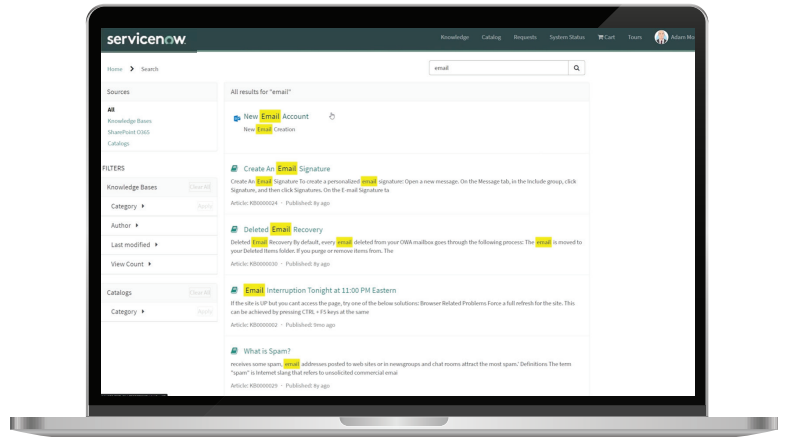 servicenow
Knowledge Catalog Requests System Status Cart Tours Adam Mo
Home Search
email
Sources
All results for "email"
All
Knowledge Bases
SharePoint O365
Catalogs
New Email Account
New Email Creation
FILTERS
Knowledge Bases Clear All
Category Apply
Author
Last modified
View Count
Catalogs Clear All
Category Apply
Create An Email Signature
Create An Email Signature To create a personalized email signature: Open a new message. On the Message tab, in the Include group, click
Signature, and then click Signatures. On the E-mail Signature ta
Article: KB0000024 · Published: 8y ago
Deleted Email Recovery
Deleted Email Recovery By default, every email deleted from your OWA mailbox goes through the following process: The email is moved to
your Deleted Items folder. If you purge or remove items from. The
Article: KB0000030 · Published: 8y ago
Email Interruption Tonight at 11:00 PM Eastern
If the site is UP but you cant access the page, try one of the below solutions: Browser Related Problems Force a full refresh for the site. This
can be achieved by pressing CTRL + F5 keys at the same
Article: KB0000002 · Published: 9mo ago
What is Spam?
receives some spam, email addresses posted to web sites or in newsgroups and chat rooms attract the most spam.' Definitions The term
"spam" is Internet slang that refers to unsolicited commercial emai
Article: KB0000029 · Published: 8y ago